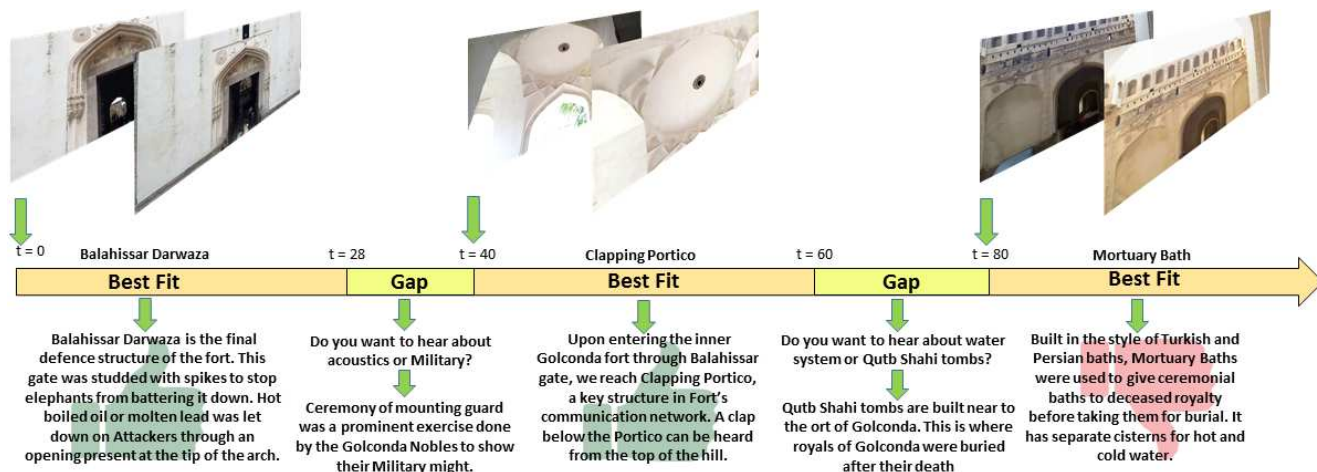 t = 0
Balahissar Darwaza
t = 28
t = 40
Clapping Portico
t = 60
t = 80
Mortuary Bath
Best Fit
Gap
Best Fit
Gap
Best Fit
Balahissar Darwaza is the final
defence structure of the fort. This
gate was studded with spikes to stop
elephants from battering it down. Hot
boiled oil or molten lead was let
down on Attackers through an
opening present at the tip of the arch.
Do you want to hear about
acoustics or Military?
Ceremony of mounting guard
was a prominent exercise done
by the Golconda Nobles to show
their Military might.
Upon entering the inner
Golconda fort through Balahissar
gate, we reach Clapping Portico,
a key structure in Fort's
communication network. A clap
below the Portico can be heard
from the top of the hill.
Do you want to hear about water
system or Qutb Shahi tombs?
Qutb Shahi tombs are built near to
the ort of Golconda. This is where
royals of Golconda were buried
after their death
Built in the style of Turkish and
Persian baths, Mortuary Baths
were used to give ceremonial
baths to deceased royalty
before taking them for burial. It
has separate cisterns for hot and
cold water.